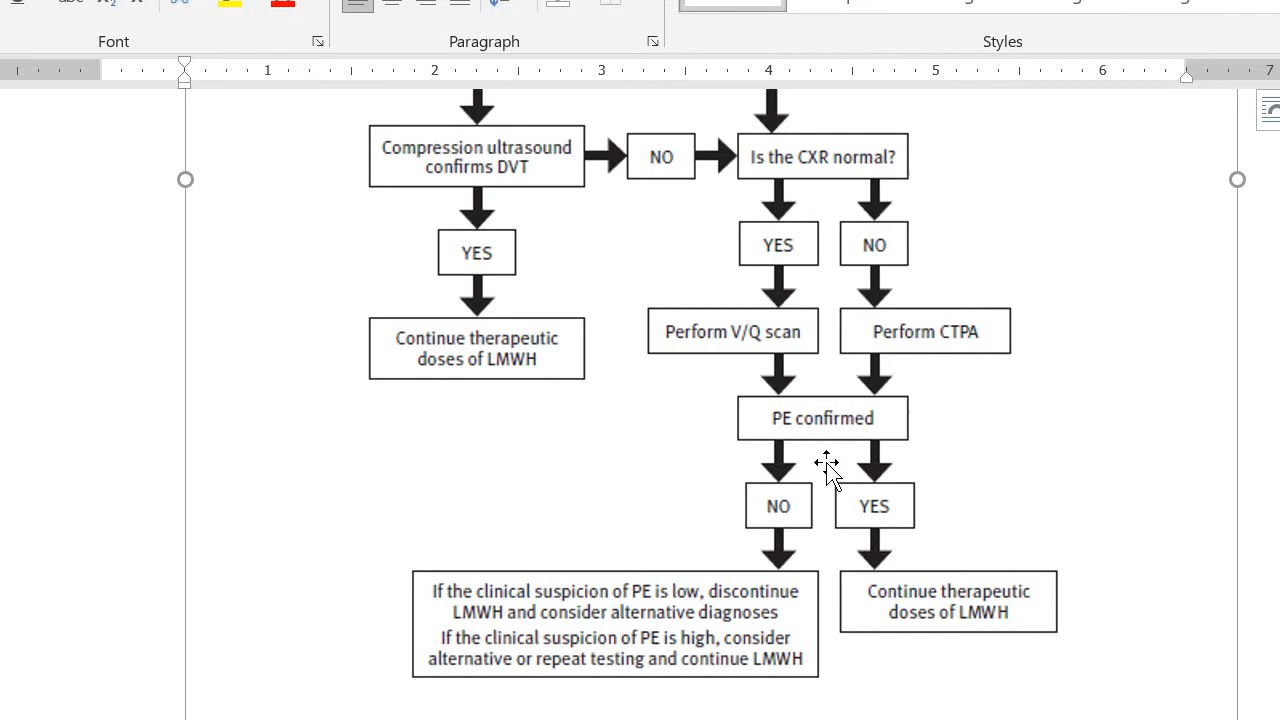 Font
Paragraph
Styles
1 2 3 4 5 6 7
Compression ultrasound
confirms DVT
NO
Is the CXR normal?
YES
YES
NO
Continue therapeutic
doses of LMWH
Perform V/Q scan
Perform CTPA
PE confirmed
NO
YES
If the clinical suspicion of PE is low, discontinue
LMWH and consider alternative diagnoses
If the clinical suspicion of PE is high, consider
alternative or repeat testing and continue LMWH
Continue therapeutic
doses of LMWH